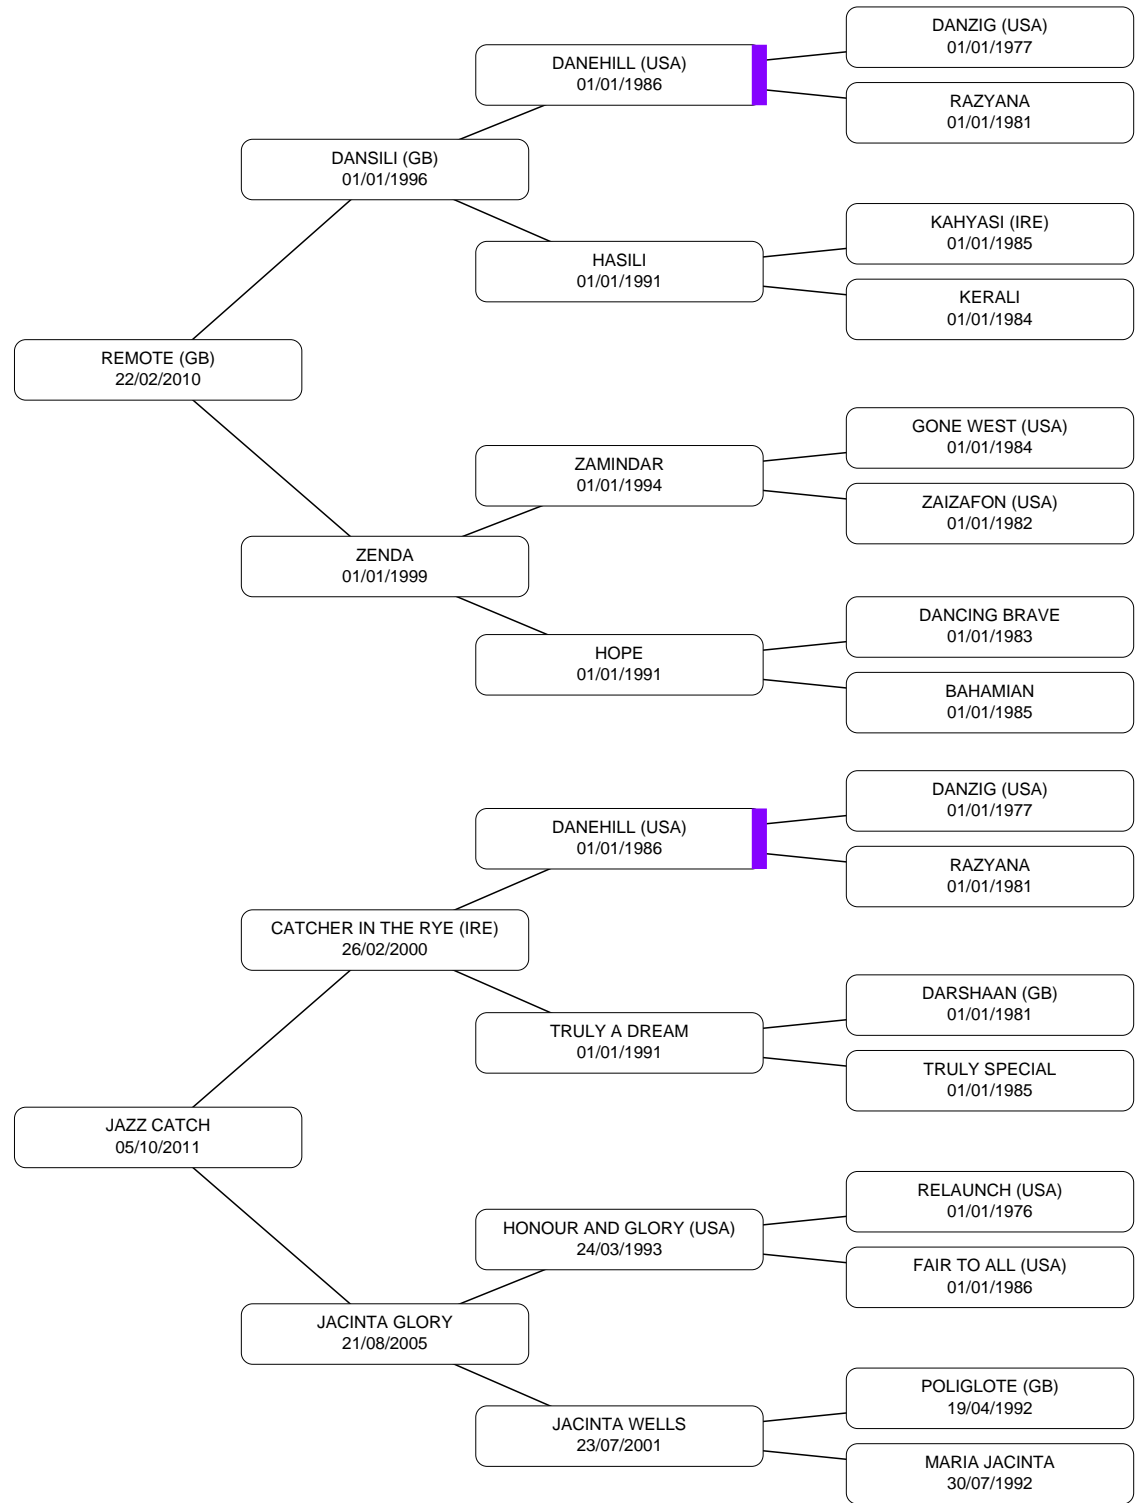 DANZIG (USA)
01/01/1977
DANEHILL (USA)
01/01/1986
RAZYANA
01/01/1981
DANSILI (GB)
01/01/1996
KAHYASI (IRE)
01/01/1985
HASILI
01/01/1991
KERALI
01/01/1984
REMOTE (GB)
22/02/2010
GONE WEST (USA)
01/01/1984
ZAMINDAR
01/01/1994
ZAIZAFON (USA)
01/01/1982
ZENDA
01/01/1999
DANCING BRAVE
01/01/1983
HOPE
01/01/1991
BAHAMIAN
01/01/1985
DANZIG (USA)
01/01/1977
DANEHILL (USA)
01/01/1986
RAZYANA
01/01/1981
CATCHER IN THE RYE (IRE)
26/02/2000
DARSHAAN (GB)
01/01/1981
TRULY A DREAM
01/01/1991
TRULY SPECIAL
01/01/1985
JAZZ CATCH
05/10/2011
RELAUNCH (USA)
01/01/1976
HONOUR AND GLORY (USA)
24/03/1993
FAIR TO ALL (USA)
01/01/1986
JACINTA GLORY
21/08/2005
POLIGLOTE (GB)
19/04/1992
JACINTA WELLS
23/07/2001
MARIA JACINTA
30/07/1992